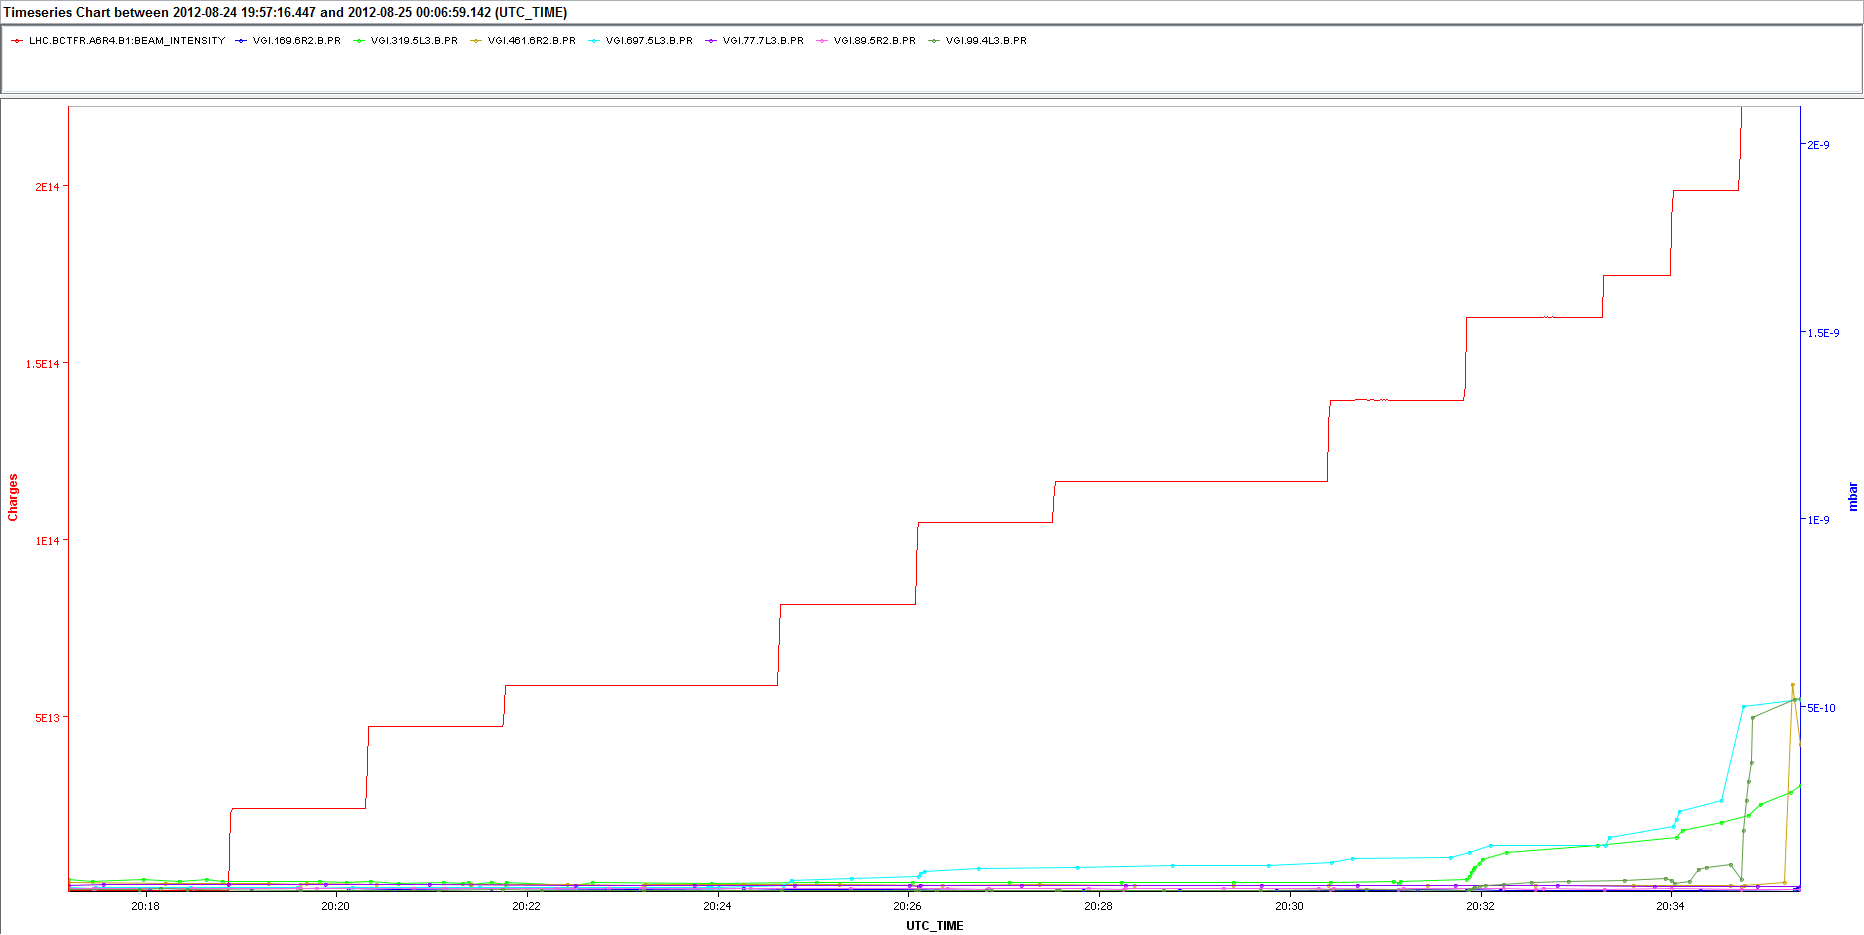 Timeseries Chart between 2012-08-24 19:57:16.447 and 2012-08-25 00:06:59.142 (UTC_TIME)
LHC.BCTFR.A6R4.B1:BEAM_INTENSITY VGI.169.6R2.B.PR VGI.319.5L3.B.PR VGI.461.6R2.B.PR VGI.697.5L3.B.PR VGI.77.7L3.B.PR VGI.89.5R2.B.PR VGI.99.4L3.B.PR
2E14
1.5E14
1E14
5E13
Charges
2E-9
1.5E-9
1E-9
5E-10
mbar
20:18 20:20 20:22 20:24 20:26 20:28 20:30 20:32 20:34
UTC_TIME